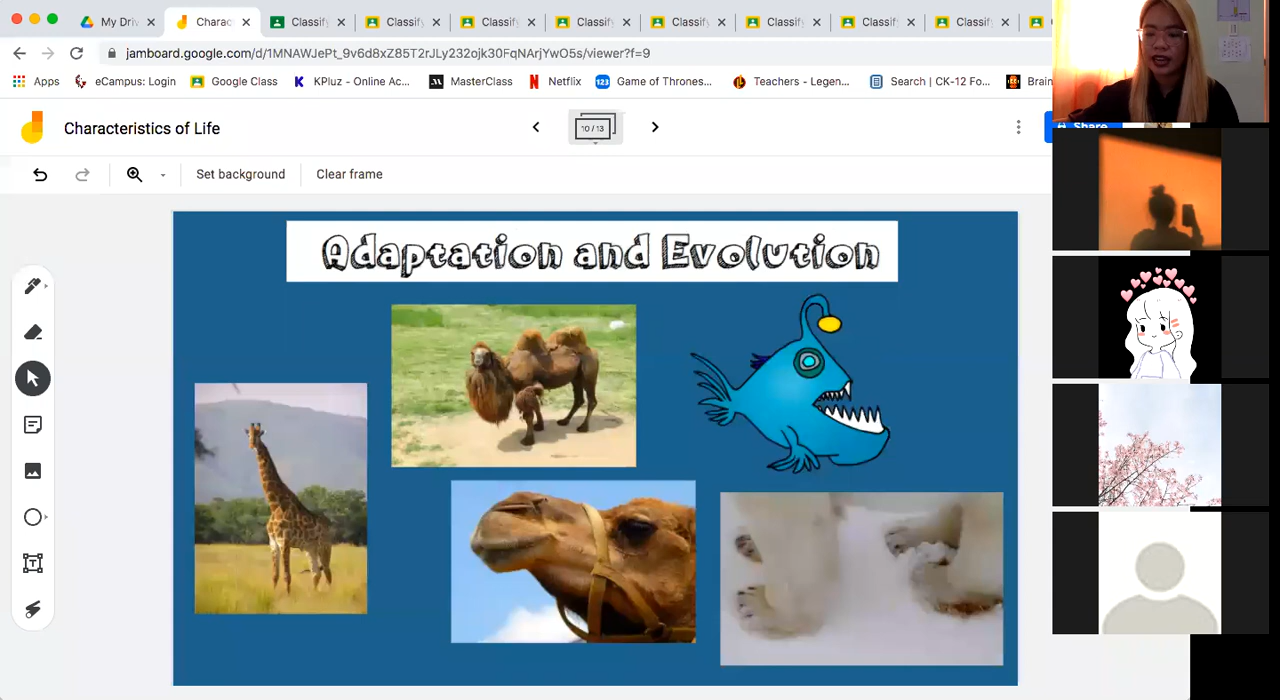 My Driv
Charac
Classify
Classify
Classify
Classify
Classify
Classify
Classify
Classify
jamboard.google.com/d/1MNAWJePt_9v6d8xZ85T2rJLy232ojk30FqNArjYwO5s/viewer?f=9
Apps
eCampus: Login
Google Class
KPluz - Online Ac...
MasterClass
Netflix
123 Game of Thrones...
Teachers - Legen...
Search | CK-12 Fo...
Brain
Characteristics of Life
10 / 13
Share
Set background
Clear frame
Adaptation and Evolution